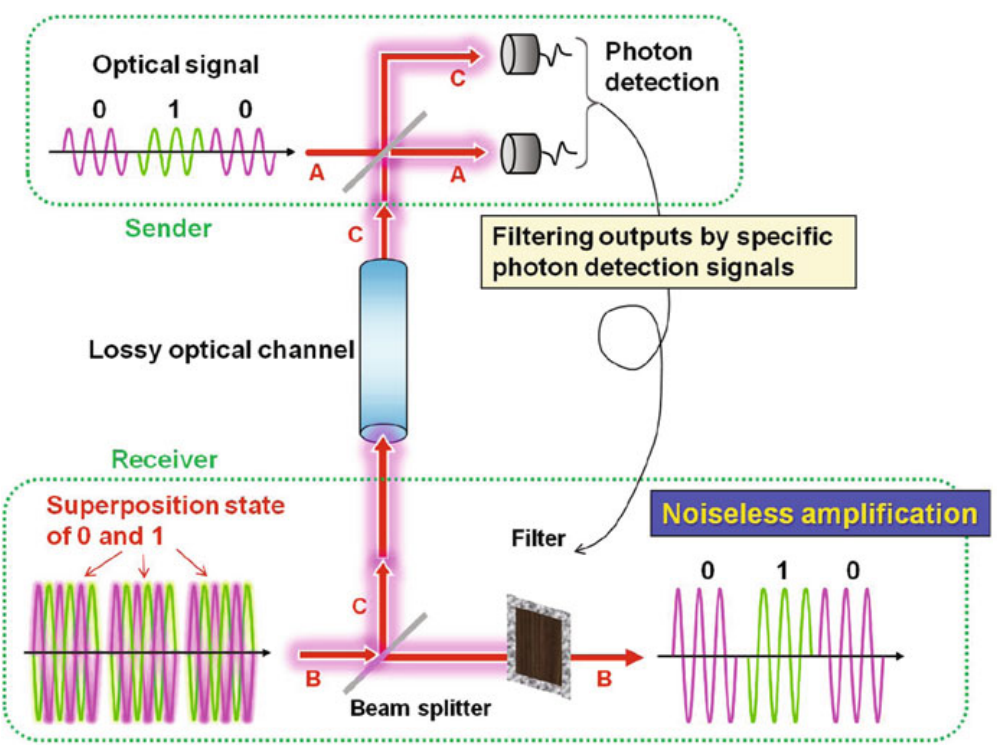 Optical signal
0 1 0
A
C
A
Photon
detection
Sender
C
Filtering outputs by specific
photon detection signals
Lossy optical channel
Receiver
Superposition state
of 0 and 1
Noiseless amplification
Filter
0 1 0
C
B
B
Beam splitter